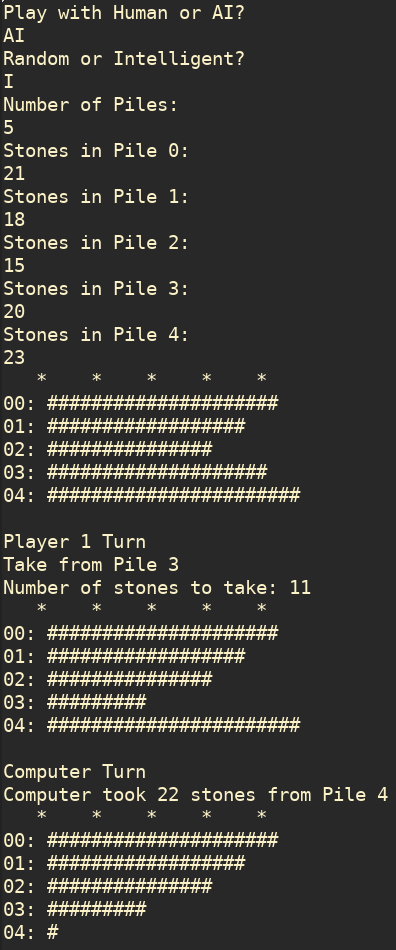 Play with Human or AI?
AI
Random or Intelligent?
I
Number of Piles:
5
Stones in Pile 0:
21
Stones in Pile 1:
18
Stones in Pile 2:
15
Stones in Pile 3:
20
Stones in Pile 4:
23
   *    *    *    *    *
00: #####################
01: ##################
02: ###############
03: ####################
04: #######################

Player 1 Turn
Take from Pile 3
Number of stones to take: 11
   *    *    *    *    *
00: #####################
01: ##################
02: ###############
03: #########
04: #######################

Computer Turn
Computer took 22 stones from Pile 4
   *    *    *    *    *
00: #####################
01: ##################
02: ###############
03: #########
04: #